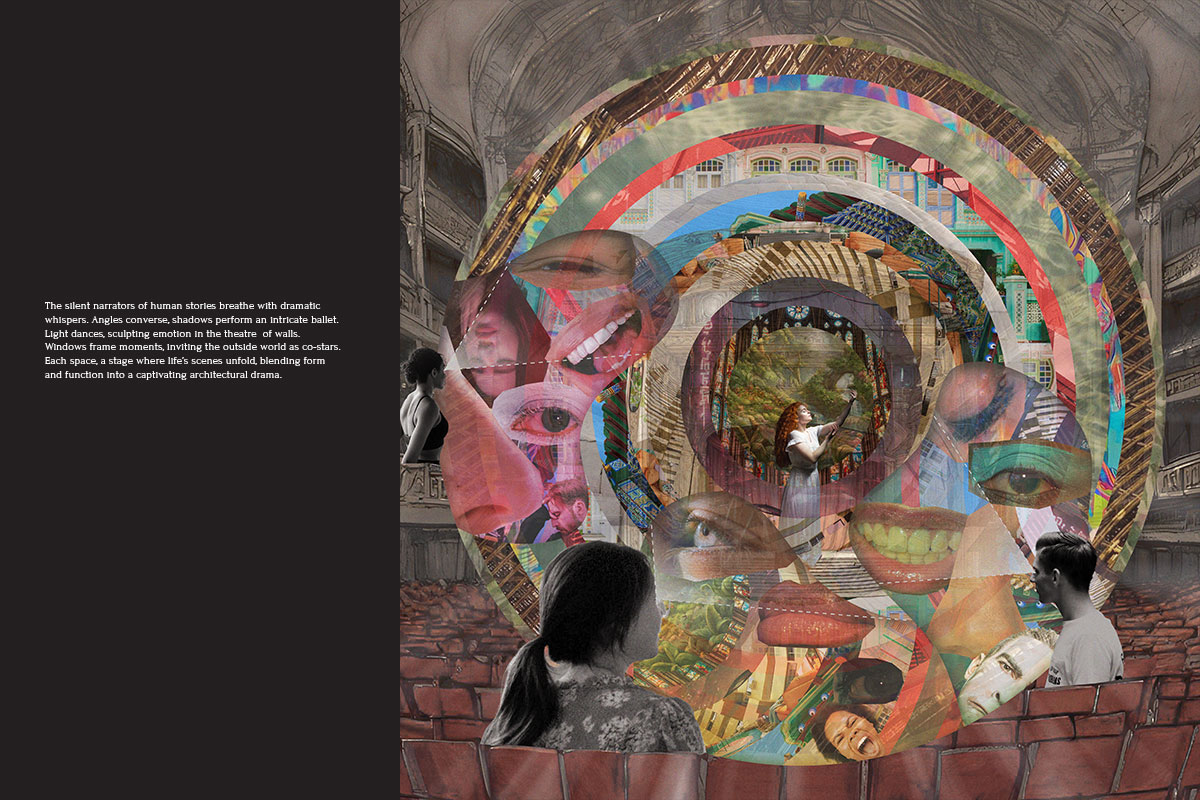 The silent narrators of human stories breathe with dramatic
whispers. Angles converse, shadows perform an intricate ballet.
Light dances, sculpting emotion in the theatre of walls.
Windows frame moments, inviting the outside world as co-stars.
Each space, a stage where life's scenes unfold, blending form
and function into a captivating architectural drama.